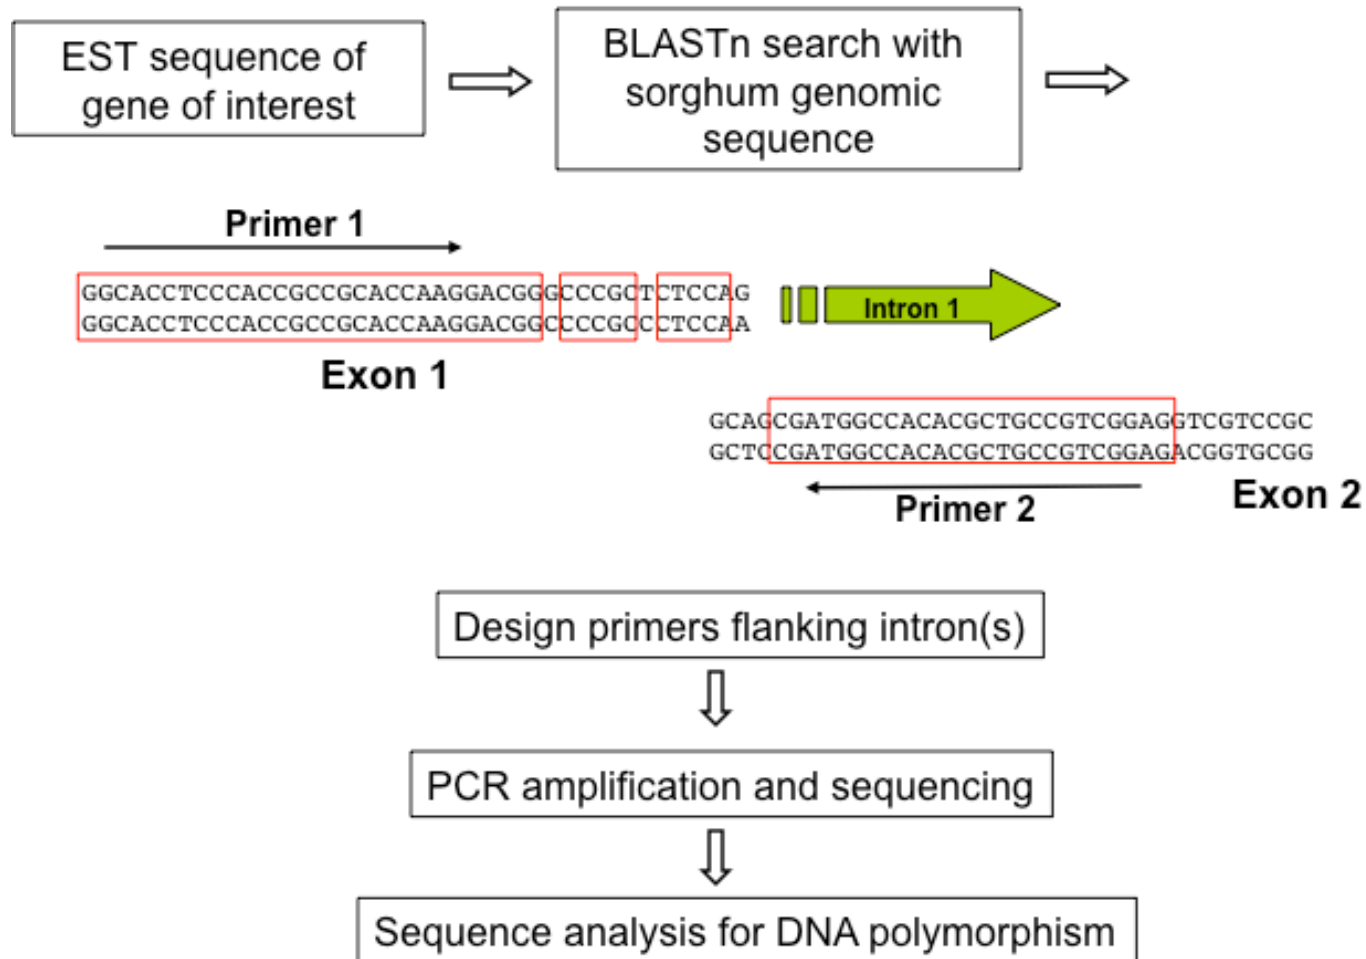 EST sequence of
gene of interest
BLASTn search with
sorghum genomic
sequence
Primer 1
GGCACCTCCCACCGCCGCACCAAGGACGGGCCCGCTCTCCAG
GGCACCTCCCACCGCCGCACCAAGGACGGCCCCGCCCTCCAA
Intron 1
Exon 1
GCAGCGATGGCCACACGCTGCCGTCGGAGGTCGTCCGC
GCTCCGATGGCCACACGCTGCCGTCGGAGACGGTGCGG
Primer 2
Exon 2
Design primers flanking intron(s)
PCR amplification and sequencing
Sequence analysis for DNA polymorphism